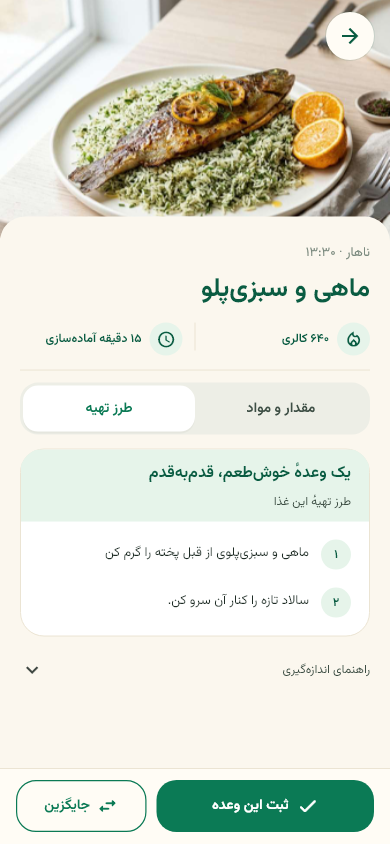 ناهار · ۱۳:۳۰
ماهی و سبزی‌پلو
۶۴۰ کالری
۱۵ دقیقه آماده‌سازی
مقدار و مواد
طرز تهیه
یک وعدهٔ خوش‌طعم، قدم‌به‌قدم
طرز تهیهٔ این غذا
۱ ماهی و سبزی‌پلوی از قبل پخته را گرم کن
۲ سالاد تازه را کنار آن سرو کن.
راهنمای اندازه‌گیری
ثبت این وعده
جایگزین